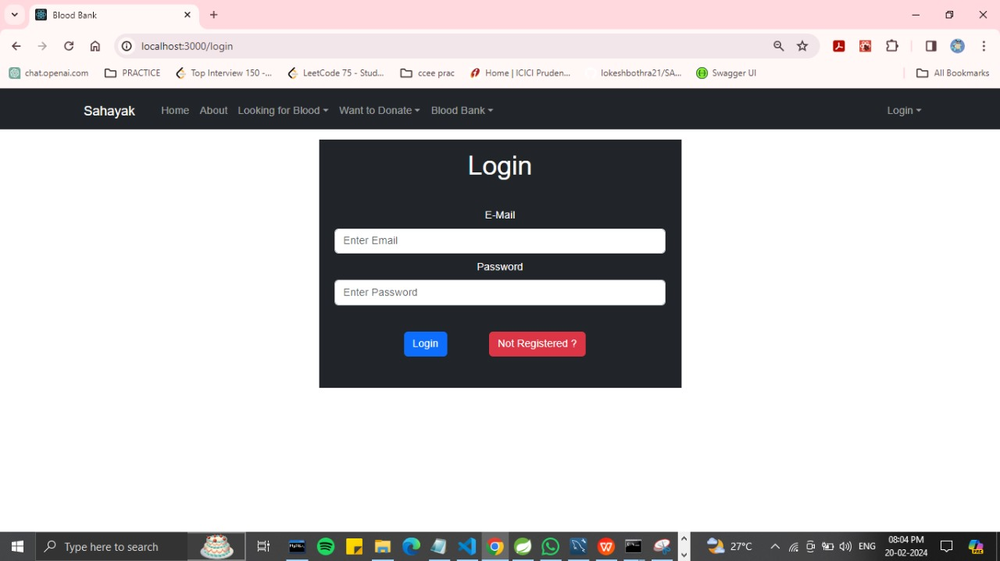 Blood Bank
localhost:3000/login
chat.openai.com PRACTICE Top Interview 150 -... LeetCode 75 - Stud... ccee prac Home | ICICI Pruden... lokeshbothra21/SA... Swagger UI All Bookmarks
Sahayak Home About Looking for Blood Want to Donate Blood Bank Login
Login
E-Mail
Enter Email
Password
Enter Password
Login Not Registered ?
Type here to search 27°C ENG 08:04 PM
20-02-2024